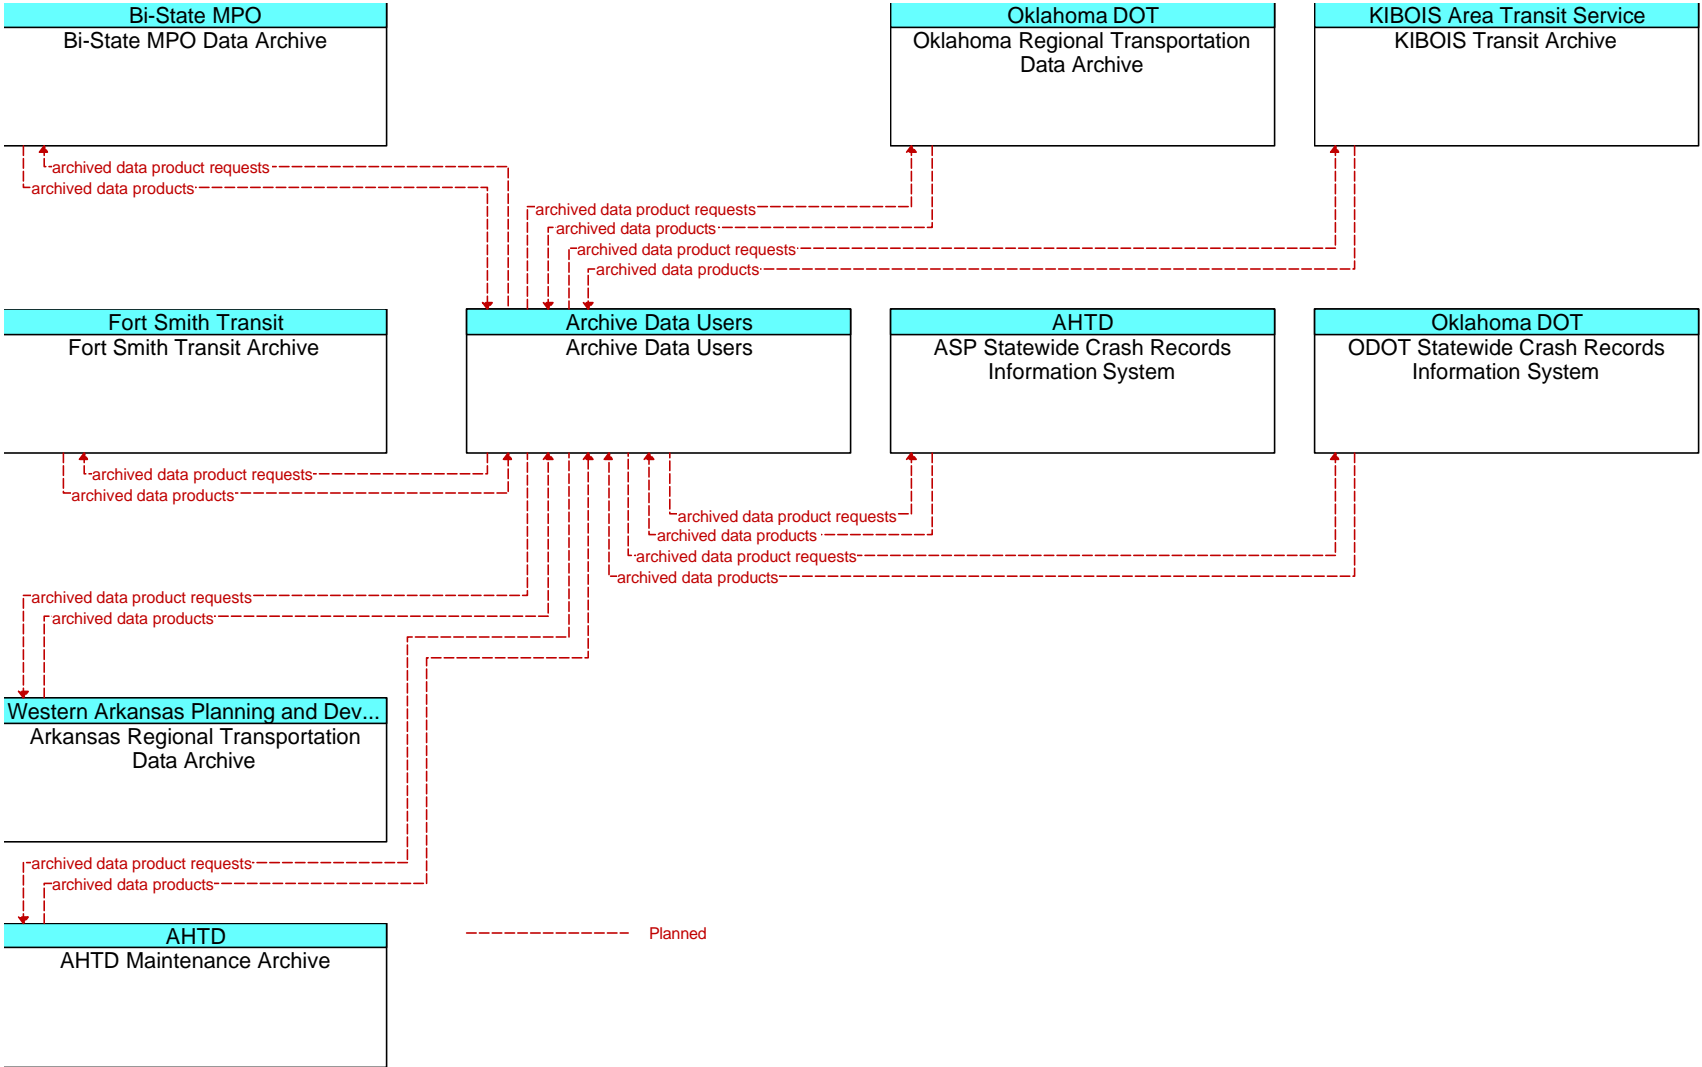 Bi-State MPO
Bi-State MPO Data Archive
Oklahoma DOT
Oklahoma Regional Transportation
Data Archive
KIBOIS Area Transit Service
KIBOIS Transit Archive
archived data product requests
archived data products
archived data product requests
archived data products
archived data product requests
archived data products
Fort Smith Transit
Fort Smith Transit Archive
Archive Data Users
Archive Data Users
AHTD
ASP Statewide Crash Records
Information System
Oklahoma DOT
ODOT Statewide Crash Records
Information System
archived data product requests
archived data products
archived data product requests
archived data products
archived data product requests
archived data products
archived data product requests
archived data products
Western Arkansas Planning and Dev...
Arkansas Regional Transportation
Data Archive
archived data product requests
archived data products
AHTD
AHTD Maintenance Archive
Planned